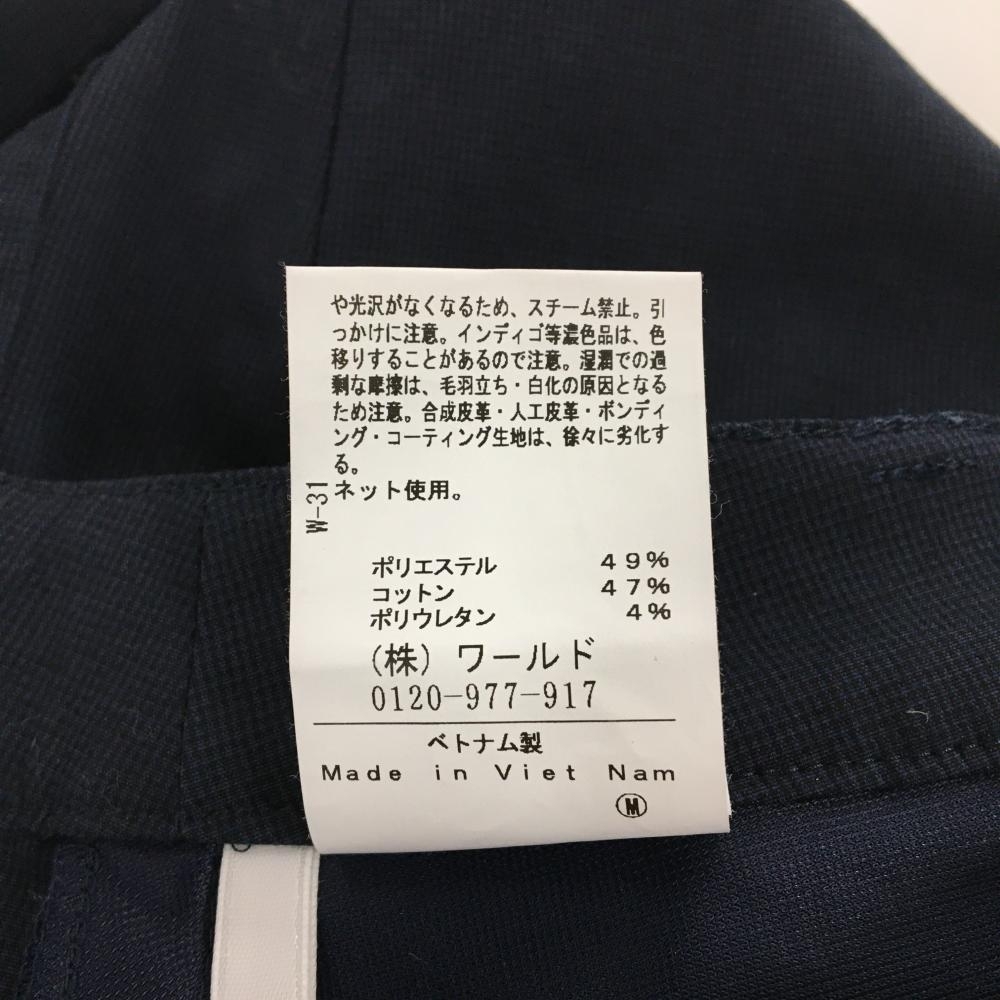 や光沢がなくなるため、スチーム禁止。引
っかけに注意。インディゴ等濃色品は、色
移りすることがあるので注意。湿潤での過
剰な摩擦は、毛羽立ち・白化の原因となる
ため注意。合成皮革・人工皮革・ボンディ
ング・コーティング生地は、徐々に劣化す
る。
ネット使用。
W-31
ポリエステル 49%
コットン 47%
ポリウレタン 4%
(株) ワールド
0120-977-917
ベトナム製
Made in Viet Nam
M